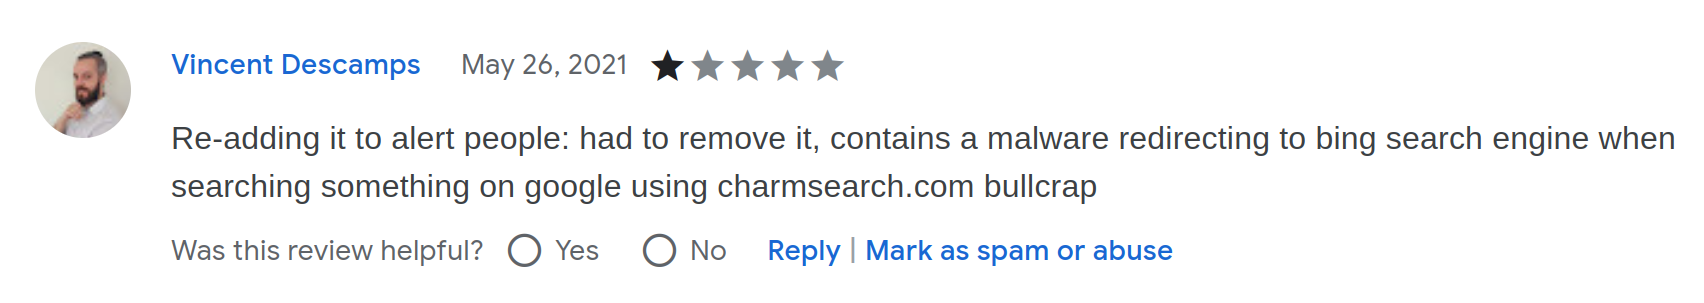 Vincent Descamps May 26, 2021
Re-adding it to alert people: had to remove it, contains a malware redirecting to bing search engine when
searching something on google using charmsearch.com bullcrap
Was this review helpful? Yes No Reply | Mark as spam or abuse